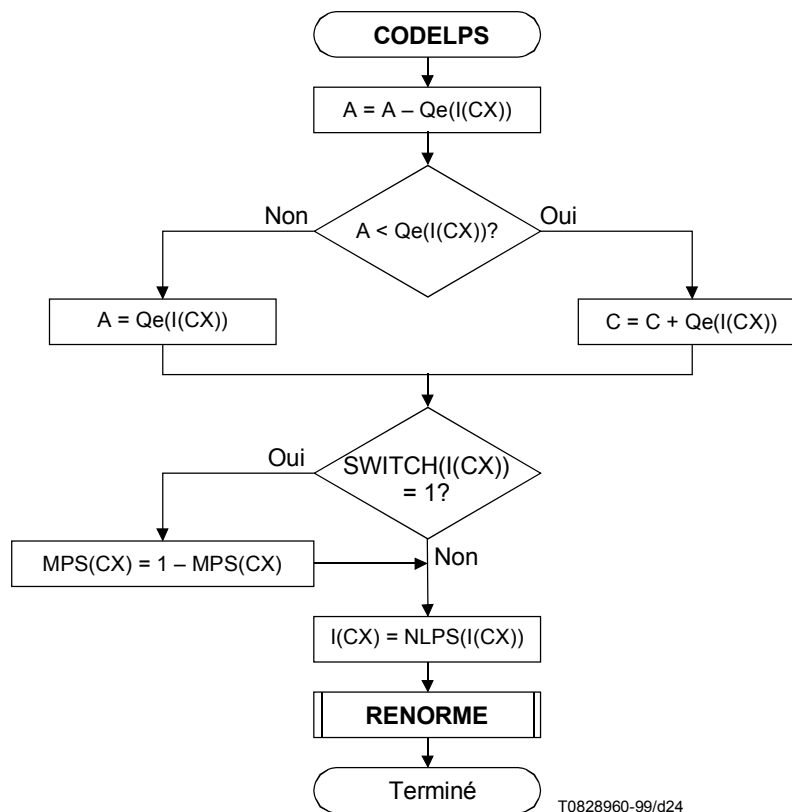 CODELPS
A = A – Qe(I(CX))
Non
Oui
A < Qe(I(CX))?
A = Qe(I(CX))
C = C + Qe(I(CX))
Oui
SWITCH(I(CX))
= 1?
MPS(CX) = 1 – MPS(CX)
Non
I(CX) = NLPS(I(CX))
RENORME
Terminé
T0828960-99/d24